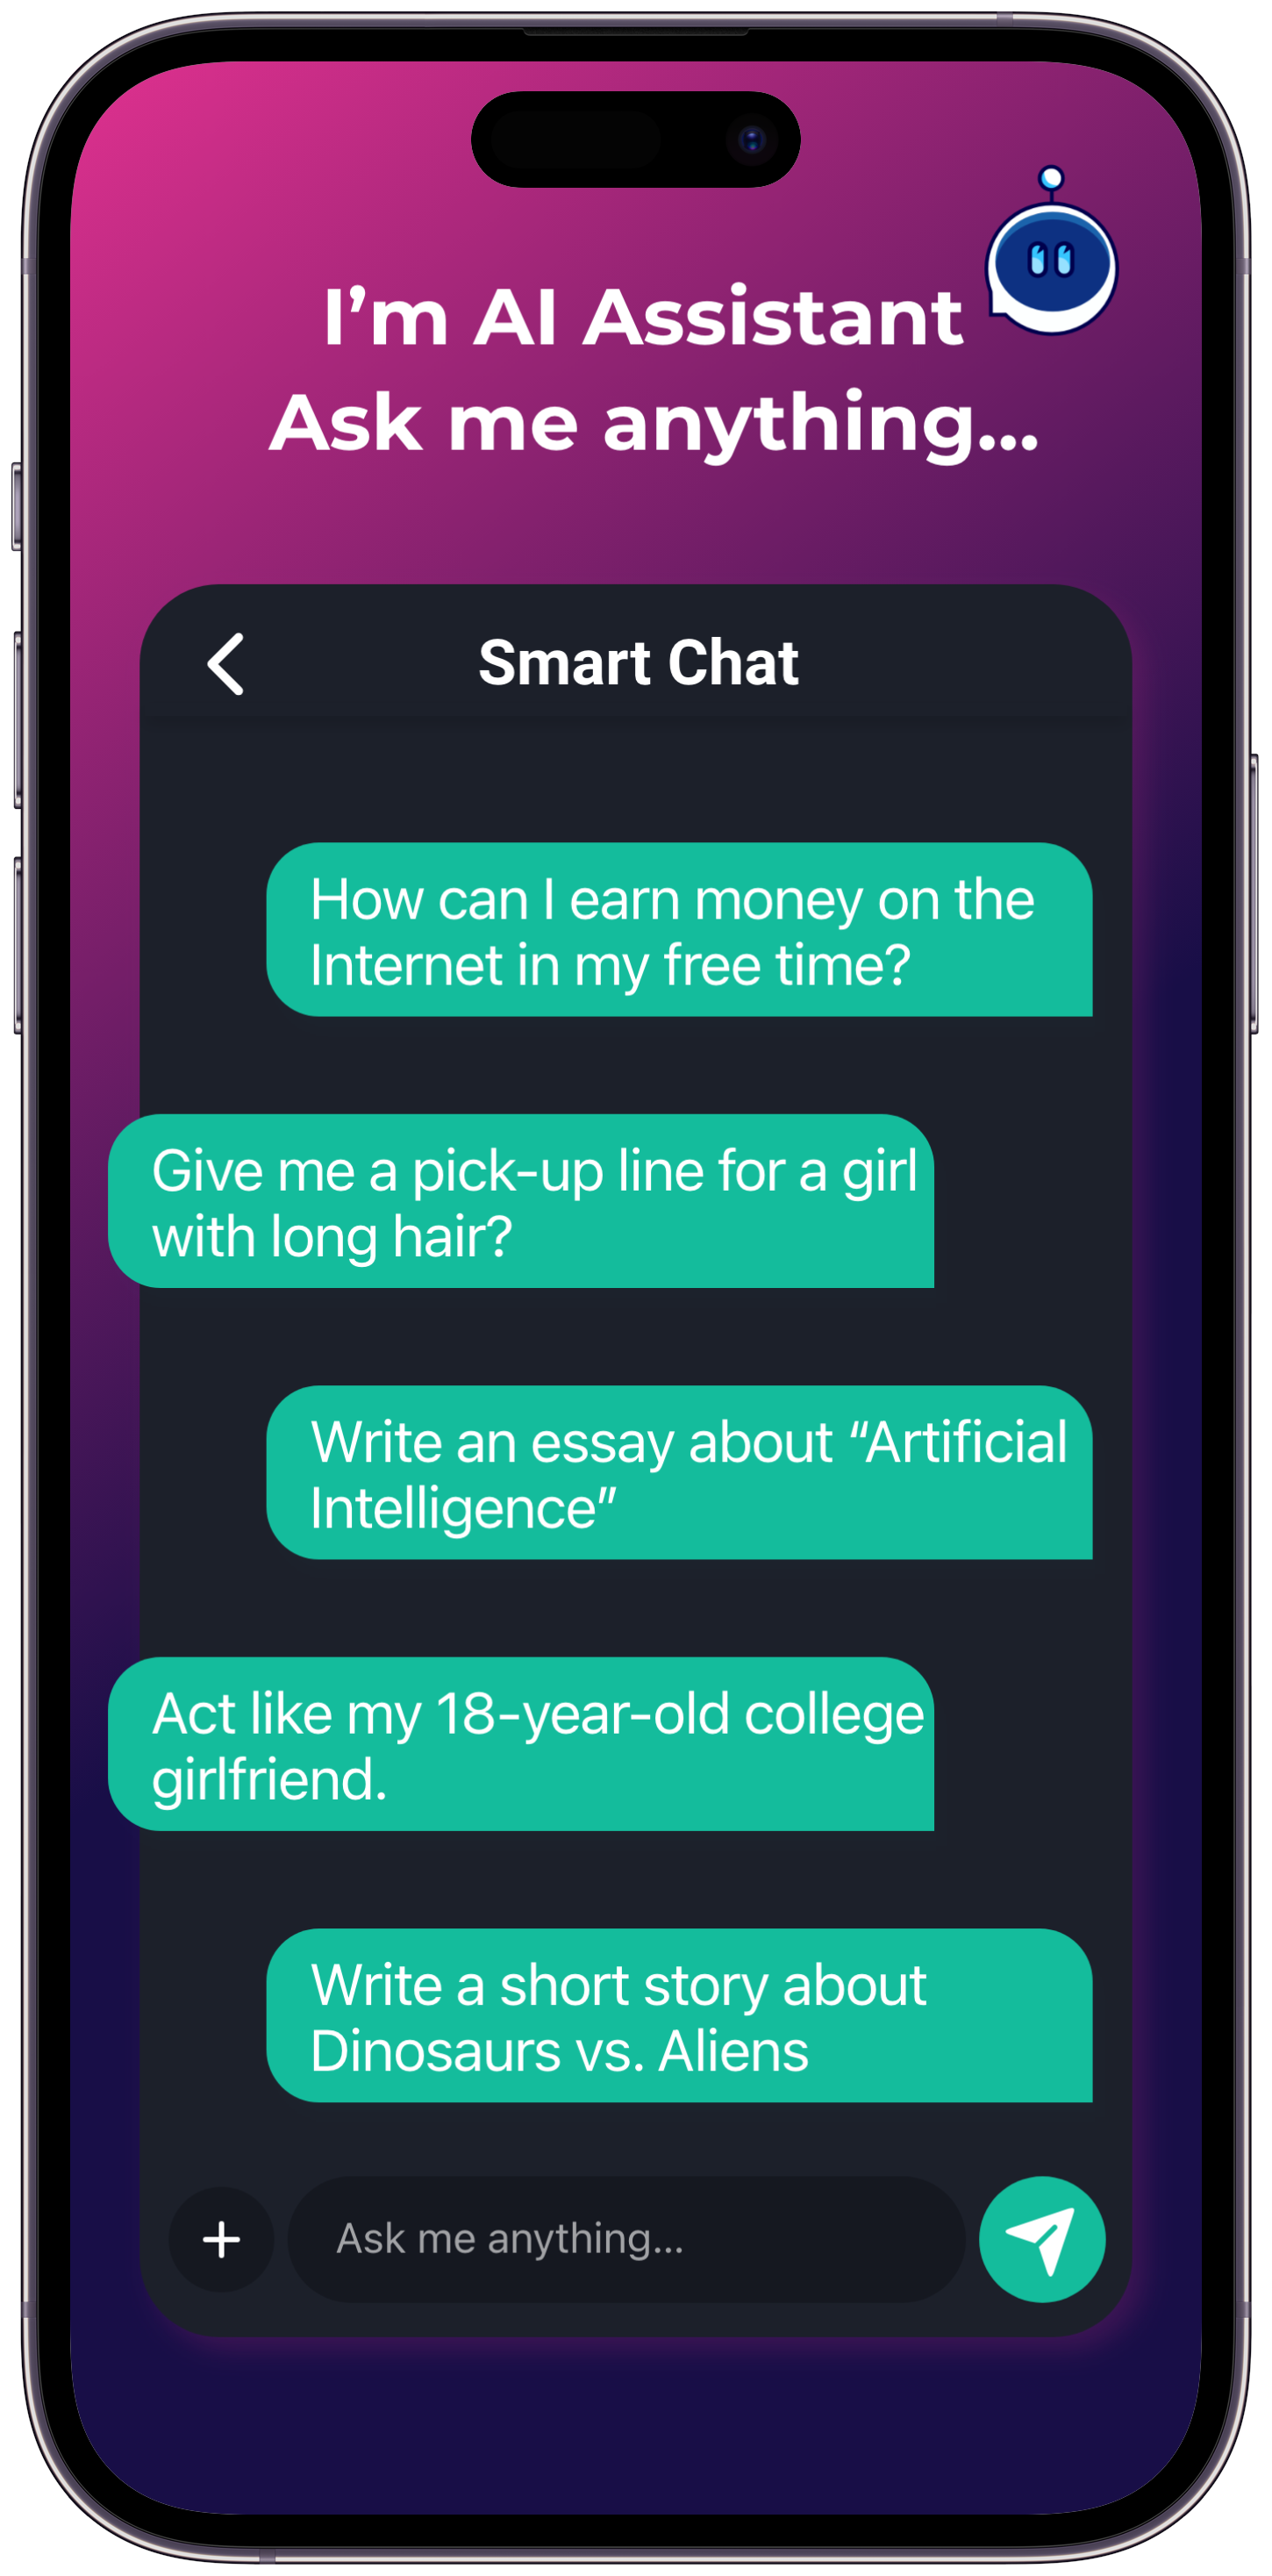 I’m AI Assistant
Ask me anything...
Smart Chat
How can I earn money on the
Internet in my free time?
Give me a pick-up line for a girl
with long hair?
Write an essay about “Artificial
Intelligence”
Act like my 18-year-old college
girlfriend.
Write a short story about
Dinosaurs vs. Aliens
Ask me anything...